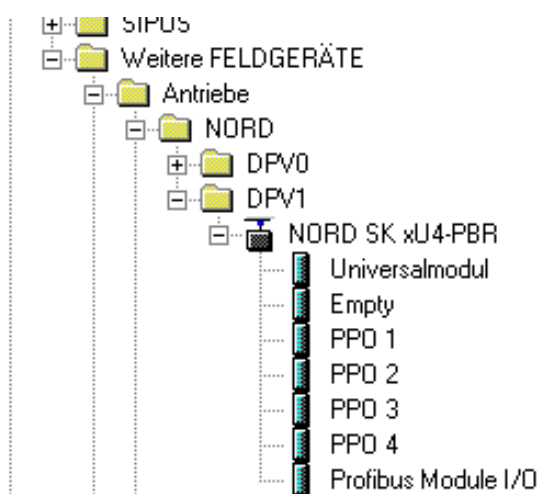 SIPOS
Weitere FELDGERÄTE
Antriebe
NORD
DPV0
DPV1
NORD SK xU4-PBR
Universalmodul
Empty
PPO 1
PPO 2
PPO 3
PPO 4
Profibus Module I/O